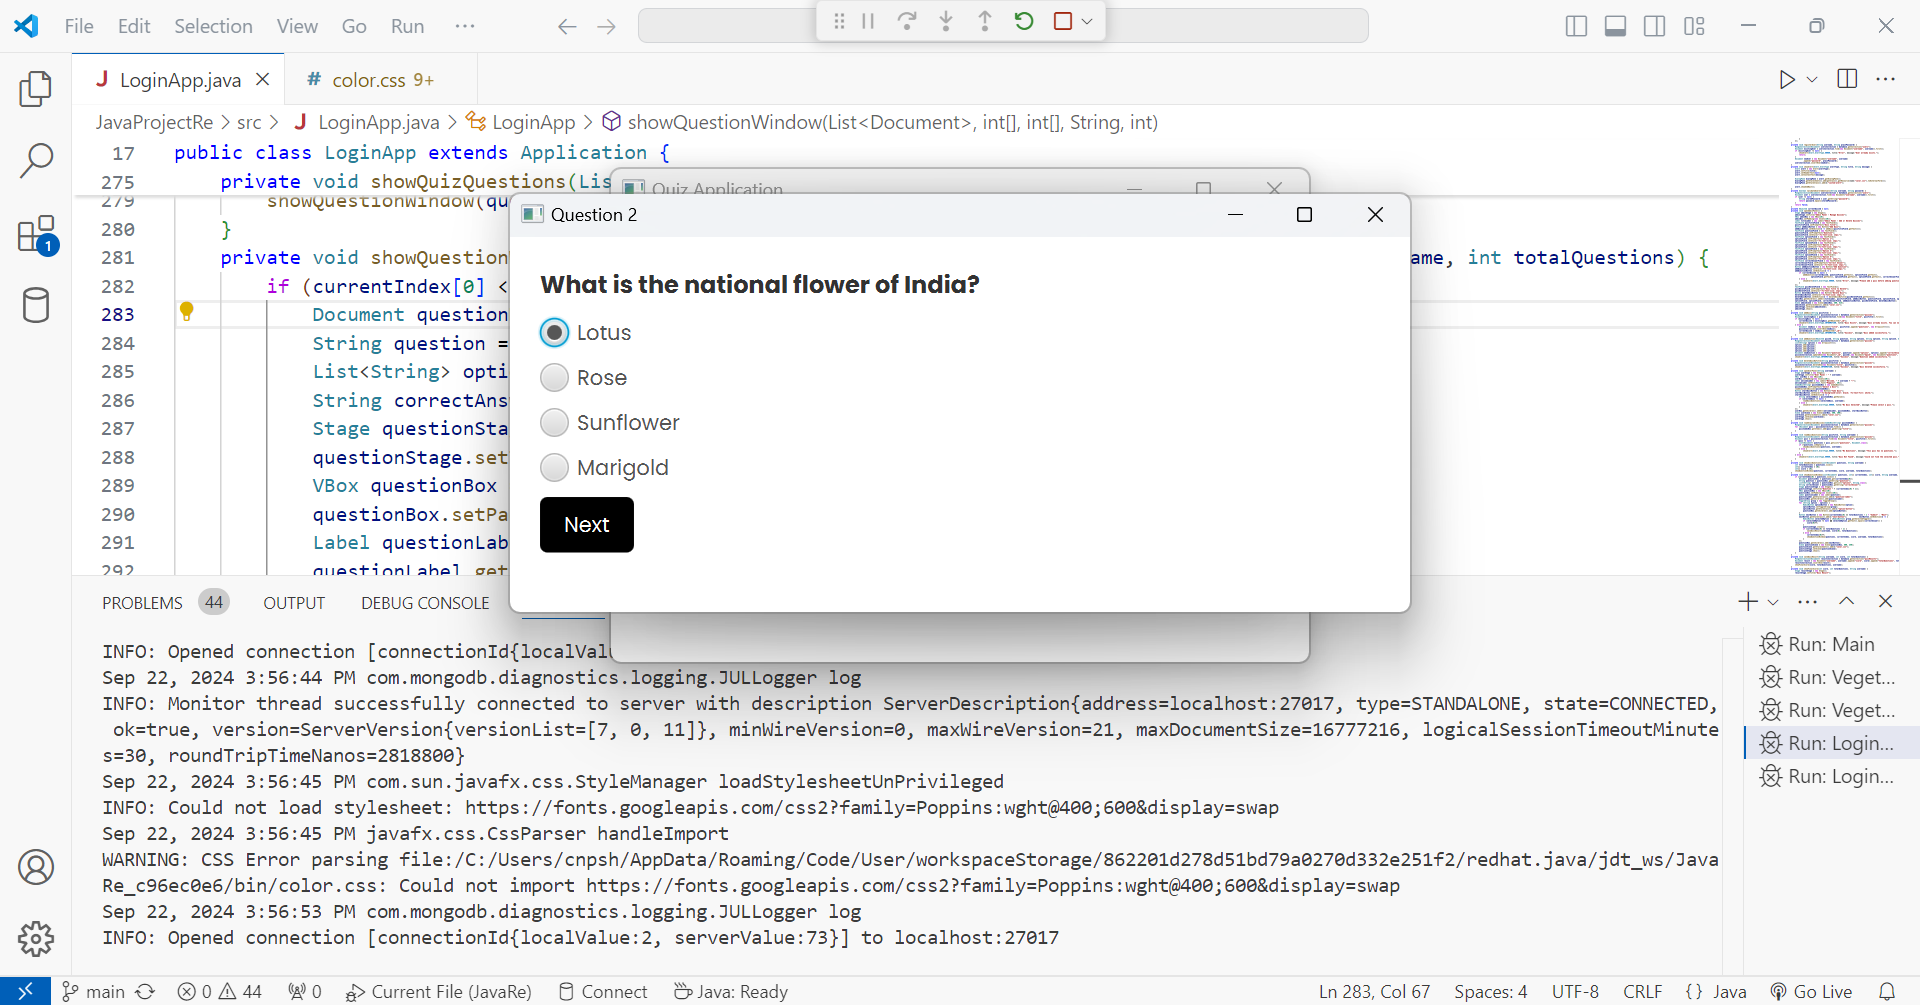 File Edit Selection View Go Run ···
LoginApp.java
# color.css 9+
JavaProjectRe > src > J LoginApp.java > LoginApp > showQuestionWindow(List<Document>, int[], int[], String, int)
17 public class LoginApp extends Application {
275 private void showQuizQuestions(Lis
279 showQuestionWindow(qu
280 }
281 private void showQuestion ame, int totalQuestions) {
282 if (currentIndex[0] <
283 Document question
284 String question =
285 List<String> opti
286 String correctAns
287 Stage questionSta
288 questionStage.set
289 VBox questionBox
290 questionBox.setPa
291 Label questionLab
292 questionLabel.get
Quiz Application
Question 2
What is the national flower of India?
Lotus
Rose
Sunflower
Marigold
Next
PROBLEMS 44 OUTPUT DEBUG CONSOLE
INFO: Opened connection [connectionId{localValu
Sep 22, 2024 3:56:44 PM com.mongodb.diagnostics.logging.JULLogger log
INFO: Monitor thread successfully connected to server with description ServerDescription{address=localhost:27017, type=STANDALONE, state=CONNECTED,
ok=true, version=ServerVersion{versionList=[7, 0, 11]}, minWireVersion=0, maxWireVersion=21, maxDocumentSize=16777216, logicalSessionTimeoutMinute
s=30, roundTripTimeNanos=2818800}
Sep 22, 2024 3:56:45 PM com.sun.javafx.css.StyleManager loadStylesheetUnPrivileged
INFO: Could not load stylesheet: https://fonts.googleapis.com/css2?family=Poppins:wght@400;600&display=swap
Sep 22, 2024 3:56:45 PM javafx.css.CssParser handleImport
WARNING: CSS Error parsing file:/C:/Users/cnpsh/AppData/Roaming/Code/User/workspaceStorage/862201d278d51bd79a0270d332e251f2/redhat.java/jdt_ws/Java
Re_c96ec0e6/bin/color.css: Could not import https://fonts.googleapis.com/css2?family=Poppins:wght@400;600&display=swap
Sep 22, 2024 3:56:53 PM com.mongodb.diagnostics.logging.JULLogger log
INFO: Opened connection [connectionId{localValue:2, serverValue:73}] to localhost:27017
Run: Main
Run: Veget...
Run: Veget...
Run: Login...
Run: Login...
1
main 0 44 0 Current File (JavaRe) Connect Java: Ready Ln 283, Col 67 Spaces: 4 UTF-8 CRLF {} Java Go Live